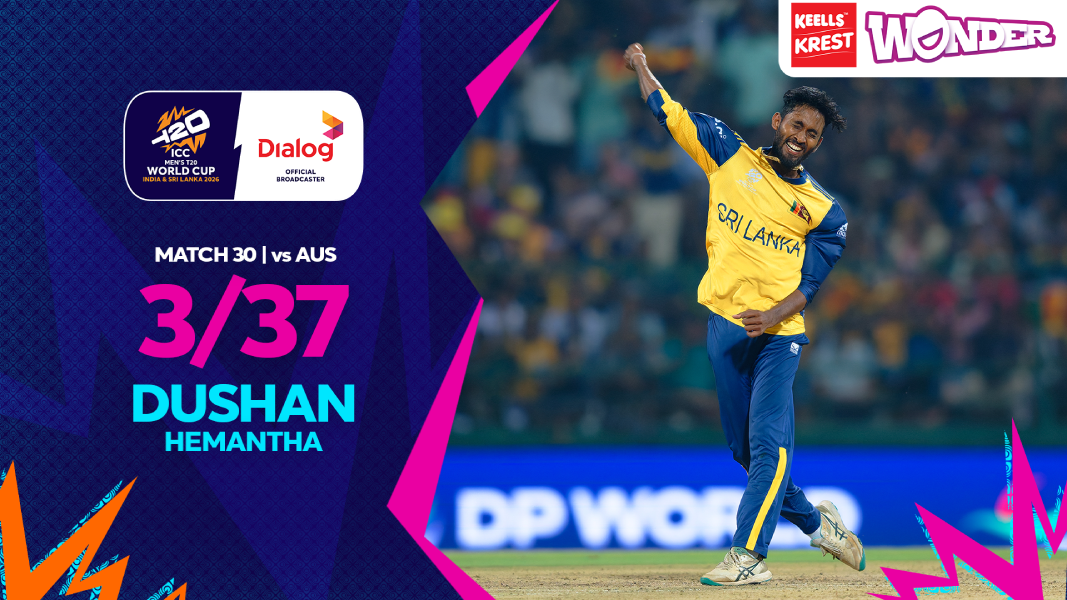 KEELLS™
KREST
WONDER
T20
ICC
MEN'S T20
WORLD CUP
INDIA & SRI LANKA 2026
Dialog
OFFICIAL
BROADCASTER
MATCH 30 | vs AUS
3/37
DUSHAN
HEMANTHA
SRI LANKA
DP WORLD